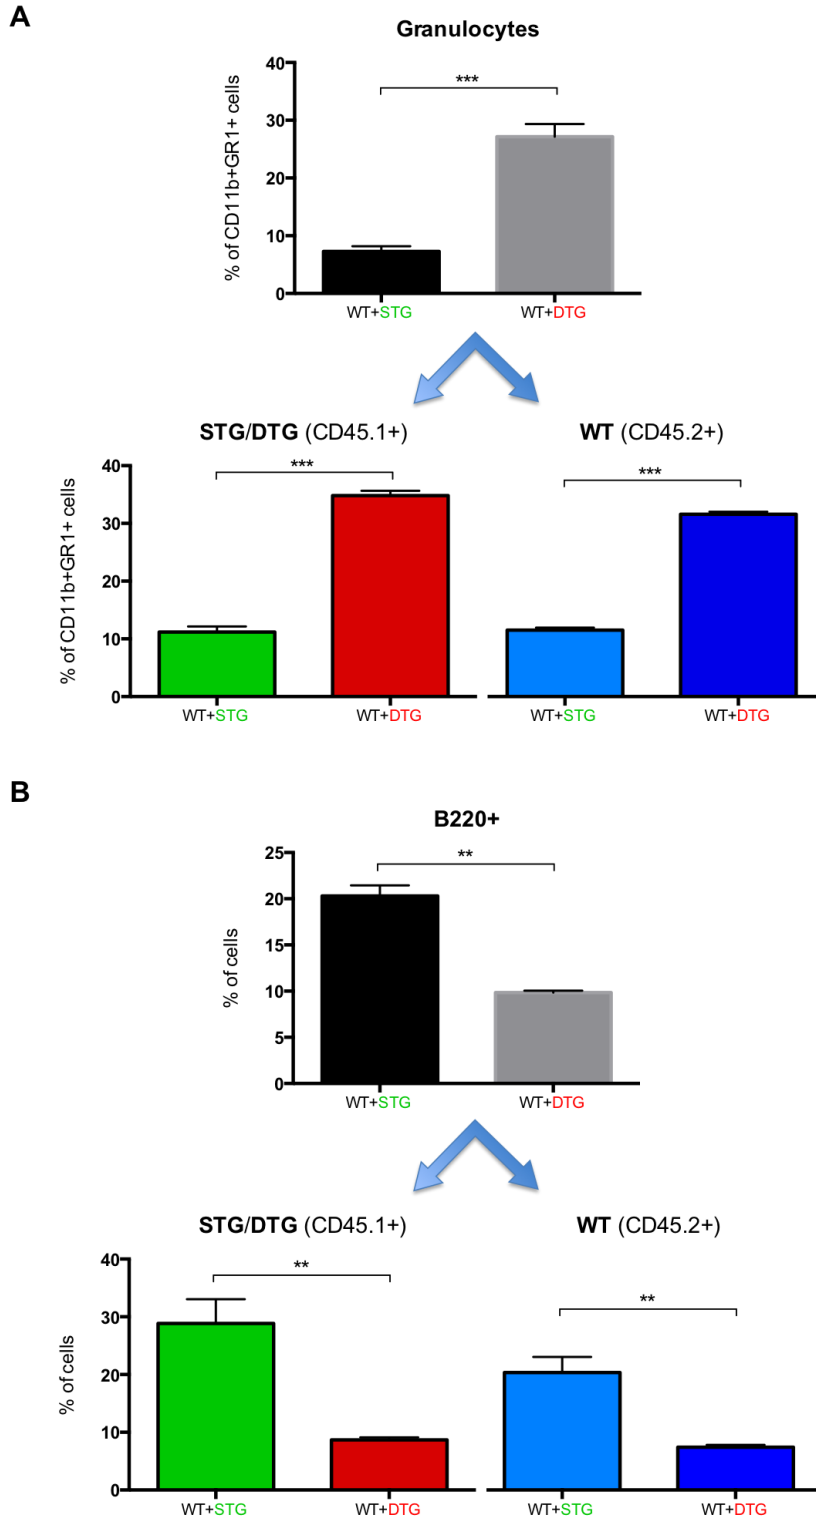 A
Granulocytes
% of CD11b+GR1+ cells
40
30
20
10
0
***
WT+STG
WT+DTG
STG/DTG (CD45.1+)
WT (CD45.2+)
% of CD11b+GR1+ cells
40
30
20
10
0
***
***
WT+STG
WT+DTG
WT+STG
WT+DTG
B
B220+
% of cells
25
20
15
10
5
0
**
WT+STG
WT+DTG
STG/DTG (CD45.1+)
WT (CD45.2+)
% of cells
40
30
20
10
0
**
**
WT+STG
WT+DTG
WT+STG
WT+DTG